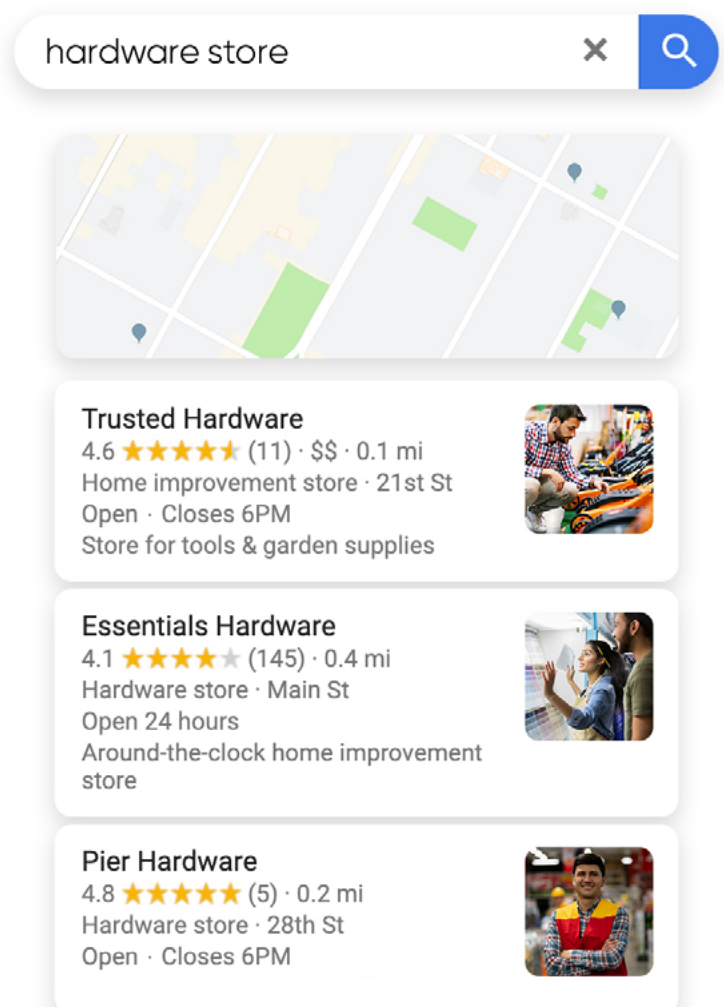 hardware store
Trusted Hardware
4.6 ★★★★★ (11) · $$ · 0.1 mi
Home improvement store · 21st St
Open · Closes 6PM
Store for tools & garden supplies
Essentials Hardware
4.1 ★★★★★ (145) · 0.4 mi
Hardware store · Main St
Open 24 hours
Around-the-clock home improvement
store
Pier Hardware
4.8 ★★★★★ (5) · 0.2 mi
Hardware store · 28th St
Open · Closes 6PM